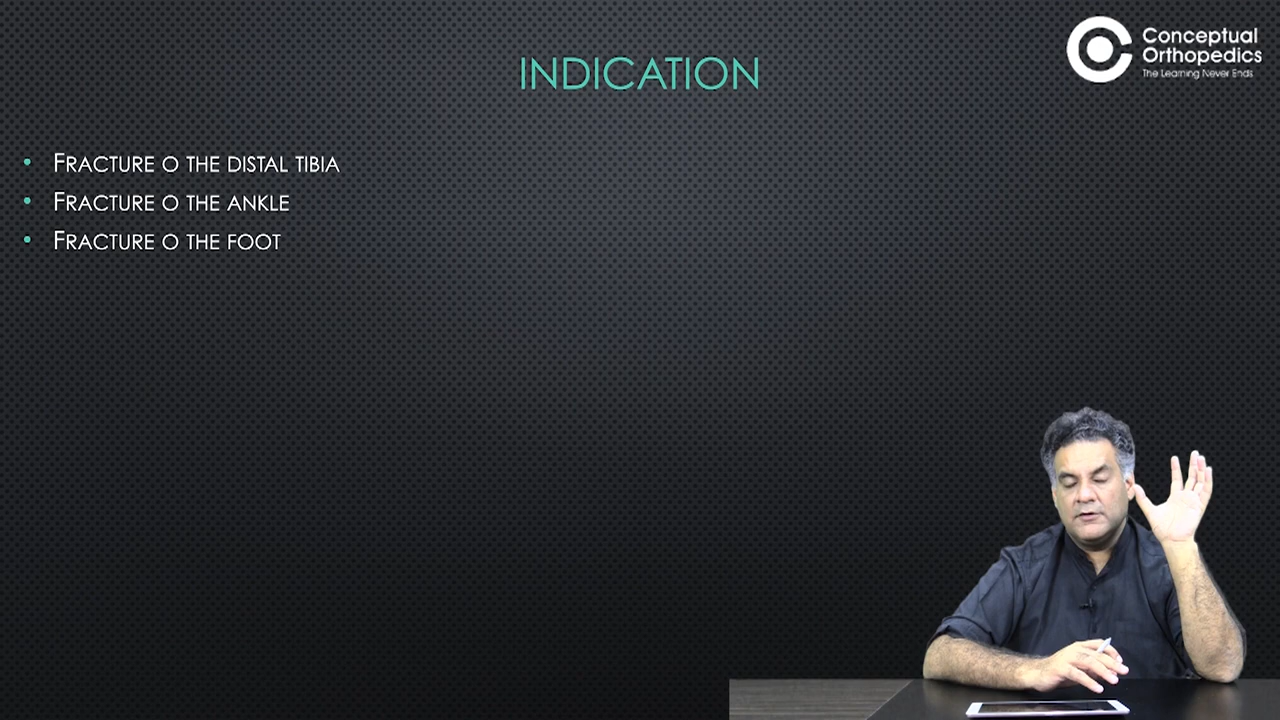 INDICATION
Conceptual
Orthopedics
The Learning Never Ends
• FRACTURE O THE DISTAL TIBIA
• FRACTURE O THE ANKLE
• FRACTURE O THE FOOT